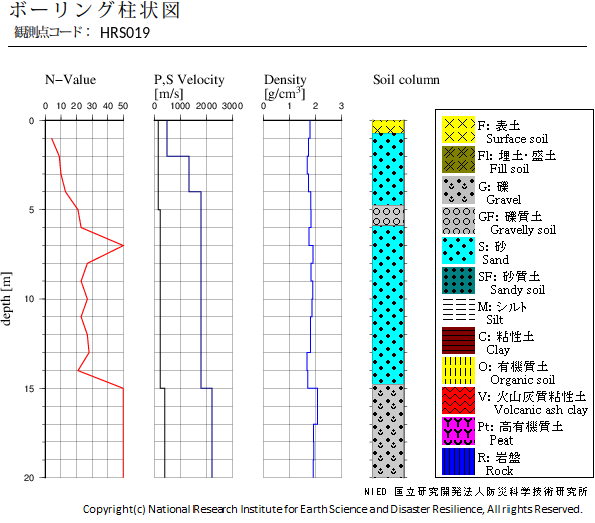 ボーリング柱状図
観測点コード： HRS019
N−Value P,S Velocity Density Soil column
[m/s] [g/cm3]
0 10 20 30 40 50 0 1000 2000 3000 0 1 2 3
0
5
10
15
20
depth [m]
F: 表土
Surface soil
Fl: 埋土・盛土
Fill soil
G: 礫
Gravel
GF: 礫質土
Gravelly soil
S: 砂
Sand
SF: 砂質土
Sandy soil
M: シルト
Silt
C: 粘性土
Clay
O: 有機質土
Organic soil
V: 火山灰質粘性土
Volcanic ash clay
Pt: 高有機質土
Peat
R: 岩盤
Rock
NIED 国立研究開発法人防災科学技術研究所
Copyright(c) National Research Institute for Earth Science and Disaster Resilience, All rights Reserved.